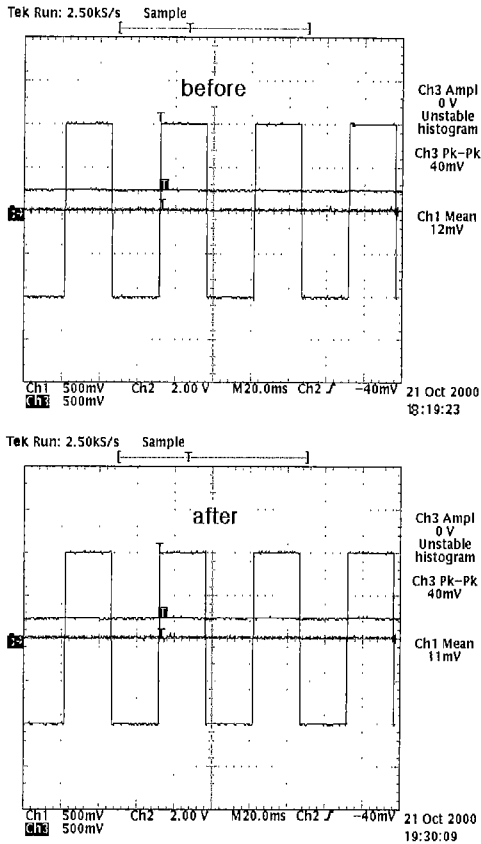 Tek Run: 2.50kS/s Sample
before
Ch3 Ampl
0 V
Unstable
histogram
Ch3 Pk-Pk
40mV
Ch1 Mean
12mV
Ch1 500mV Ch2 2.00 V M20.0ms Ch2 -40mV
Ch3 500mV
21 Oct 2000
18:19:23
Tek Run: 2.50kS/s Sample
after
Ch3 Ampl
0 V
Unstable
histogram
Ch3 Pk-Pk
40mV
Ch1 Mean
11mV
Ch1 500mV Ch2 2.00 V M20.0ms Ch2 -40mV
Ch3 500mV
21 Oct 2000
19:30:09